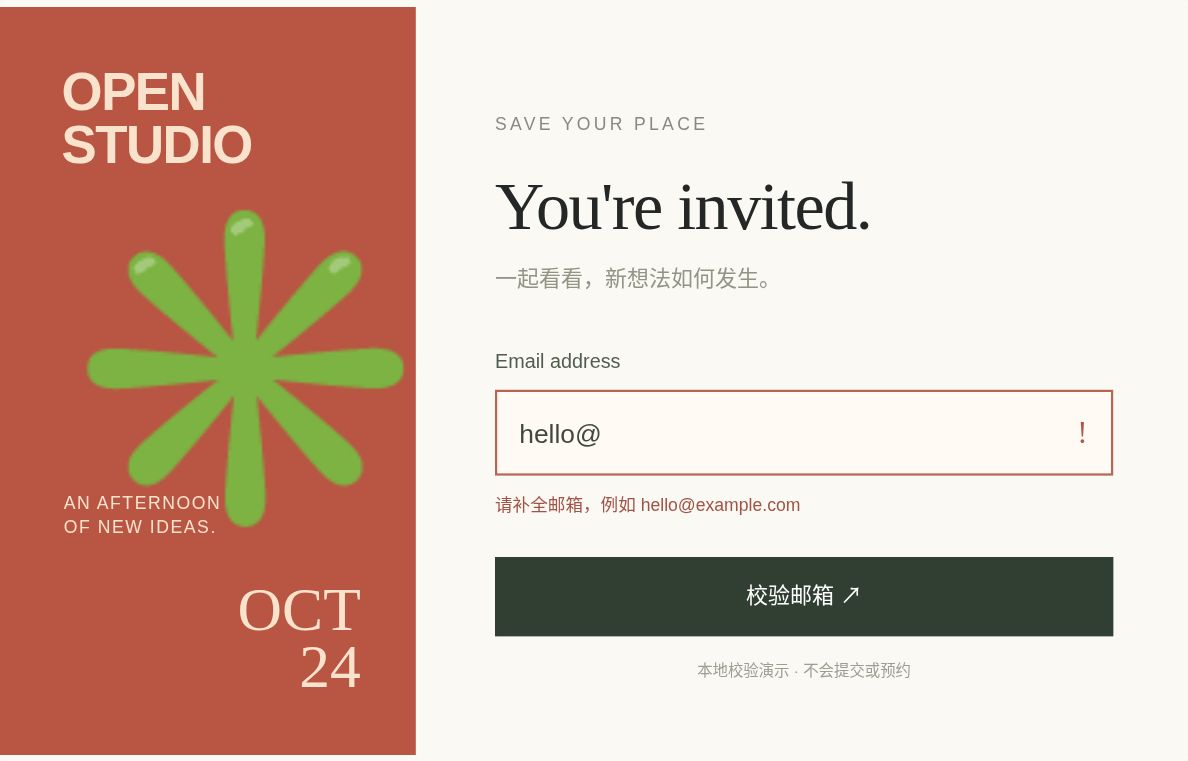 OPEN
STUDIO
AN AFTERNOON
OF NEW IDEAS.
OCT
24
SAVE YOUR PLACE
You're invited.
一起看看，新想法如何发生。
Email address
hello@ !
请补全邮箱，例如 hello@example.com
校验邮箱 ↗
本地校验演示 · 不会提交或预约